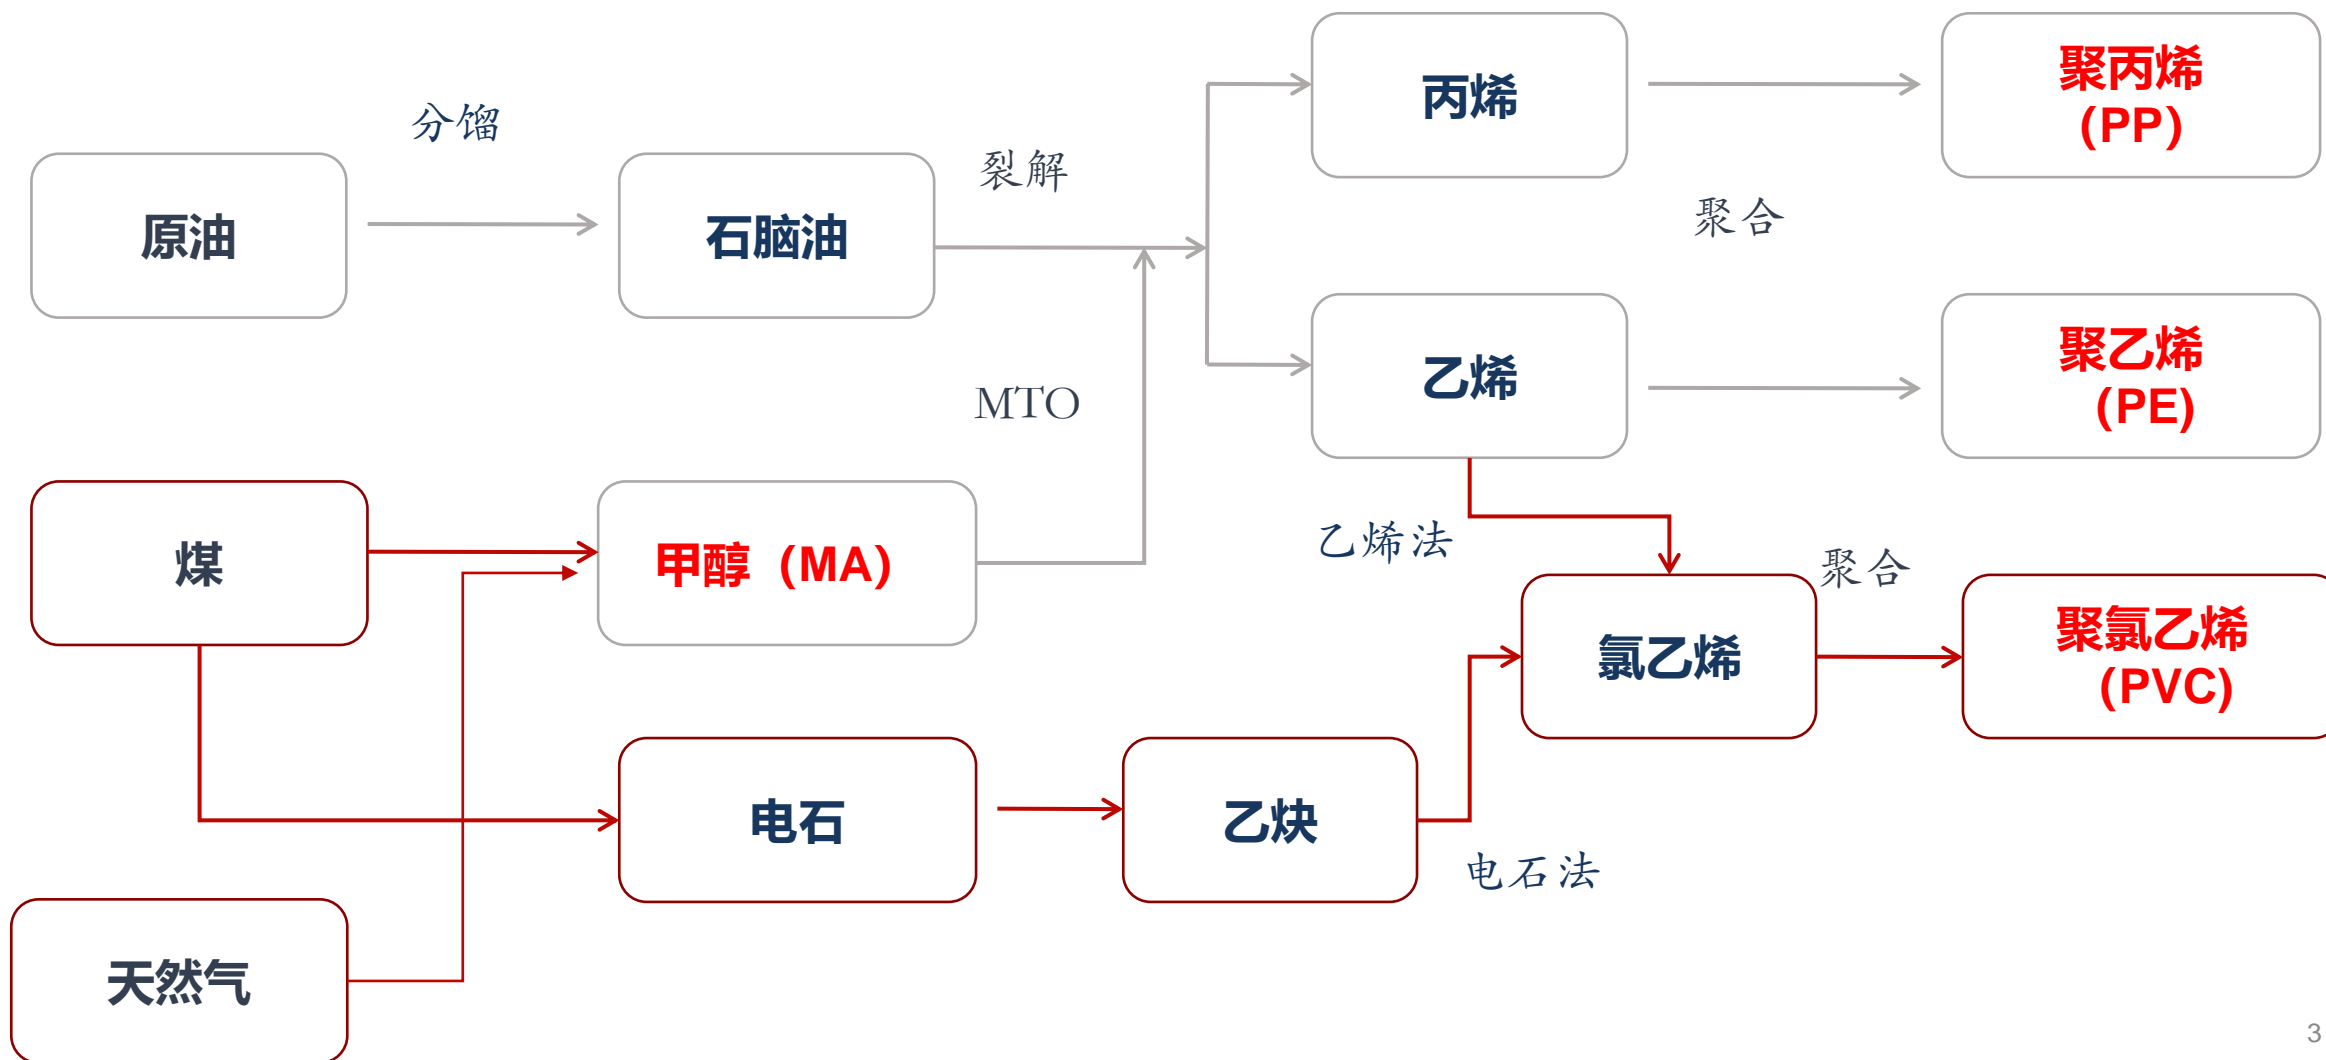 丙烯
聚丙烯
(PP)
分馏
裂解
原油
石脑油
聚合
乙烯
聚乙烯
(PE)
MTO
煤
甲醇（MA）
乙烯法
聚合
氯乙烯
聚氯乙烯
(PVC)
电石
乙炔
电石法
天然气
3